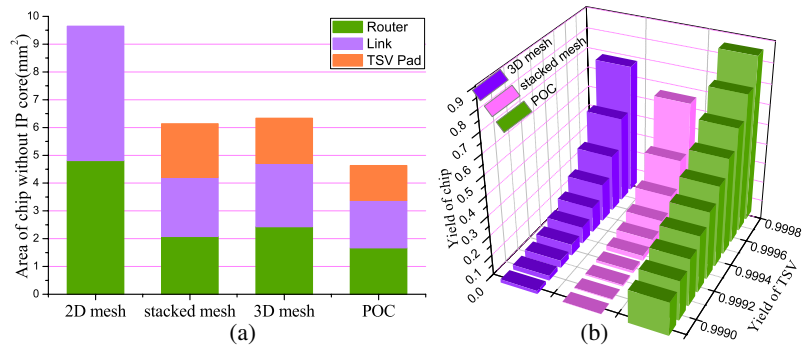 Area of chip without IP core(mm²)
10
9
8
7
6
5
4
3
2
1
0
Router
Link
TSV Pad
2D mesh
stacked mesh
3D mesh
POC
(a)
(b)
3D mesh
stacked mesh
POC
Yield of chip
0.9
0.8
0.7
0.6
0.5
0.4
0.3
0.2
0.1
0.0
0.9998
0.9996
0.9994
0.9992
0.9990
Yield of TSV